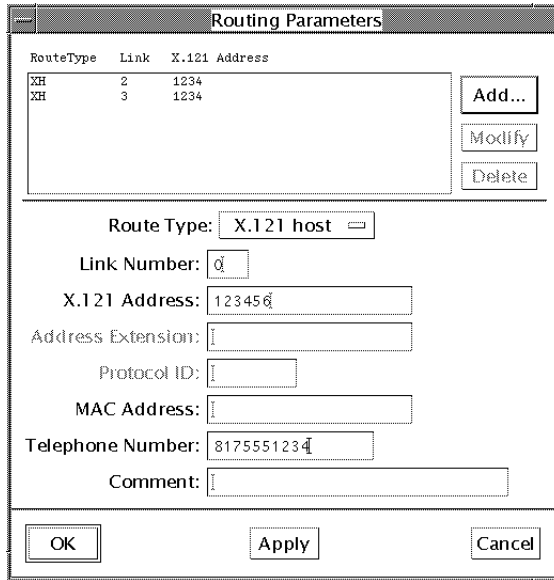 Routing Parameters
RouteType Link X.121 Address
XH 2 1234
XH 3 1234
Add...
Modify
Delete
Route Type: X.121 host
Link Number: 0
X.121 Address: 123456
Address Extension:
Protocol ID:
MAC Address:
Telephone Number: 8175551234
Comment:
OK Apply Cancel